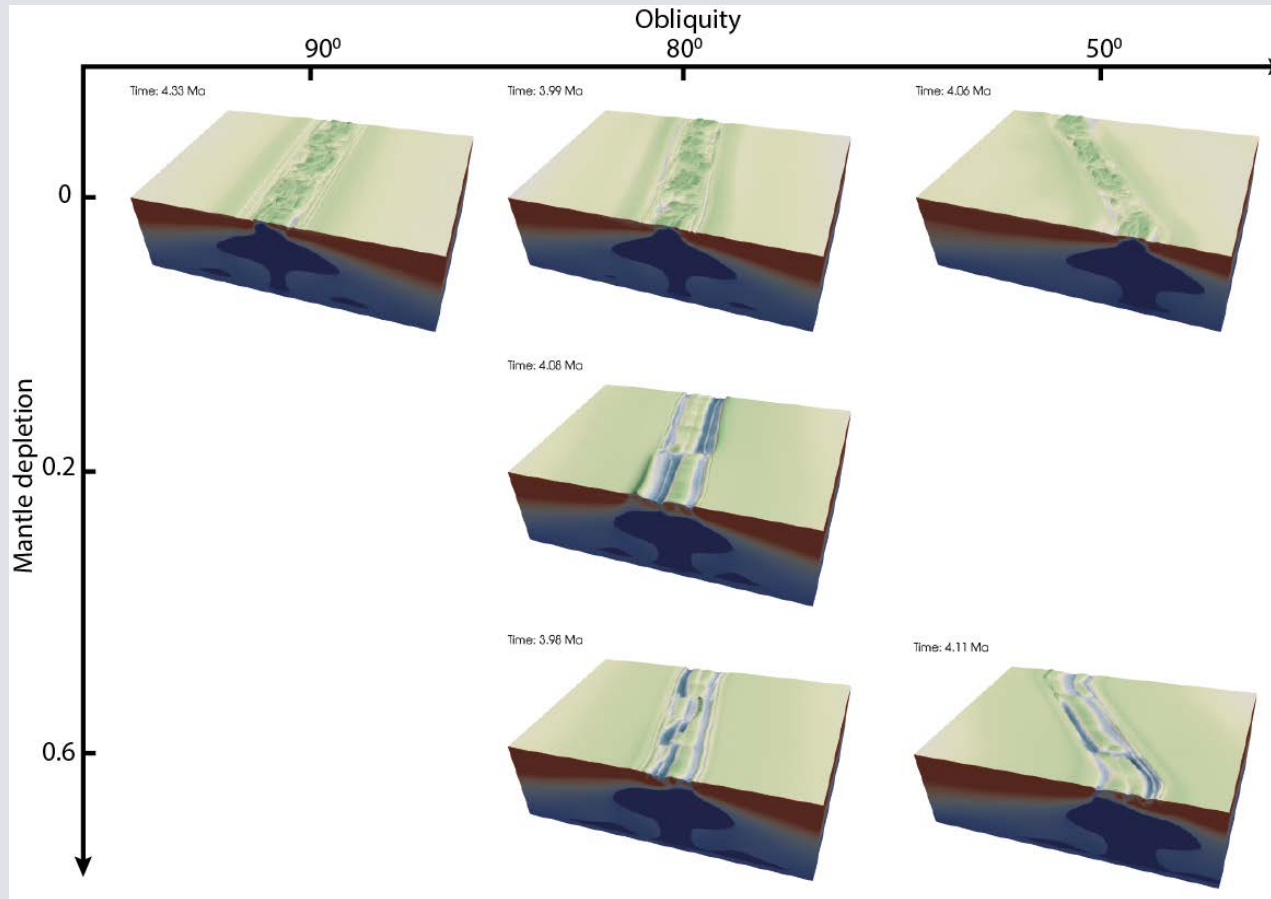 Obliquity
90⁰ 80⁰ 50⁰
Time: 4.33 Ma Time: 3.99 Ma Time: 4.06 Ma
0
Time: 4.08 Ma
Mantle depletion
0.2
Time: 3.98 Ma Time: 4.11 Ma
0.6